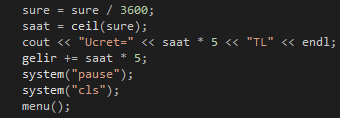 sure = sure / 3600;
saat = ceil(sure);
cout << "Ucret=" << saat * 5 << "TL" << endl;
gelir += saat * 5;
system("pause");
system("cls");
menu();